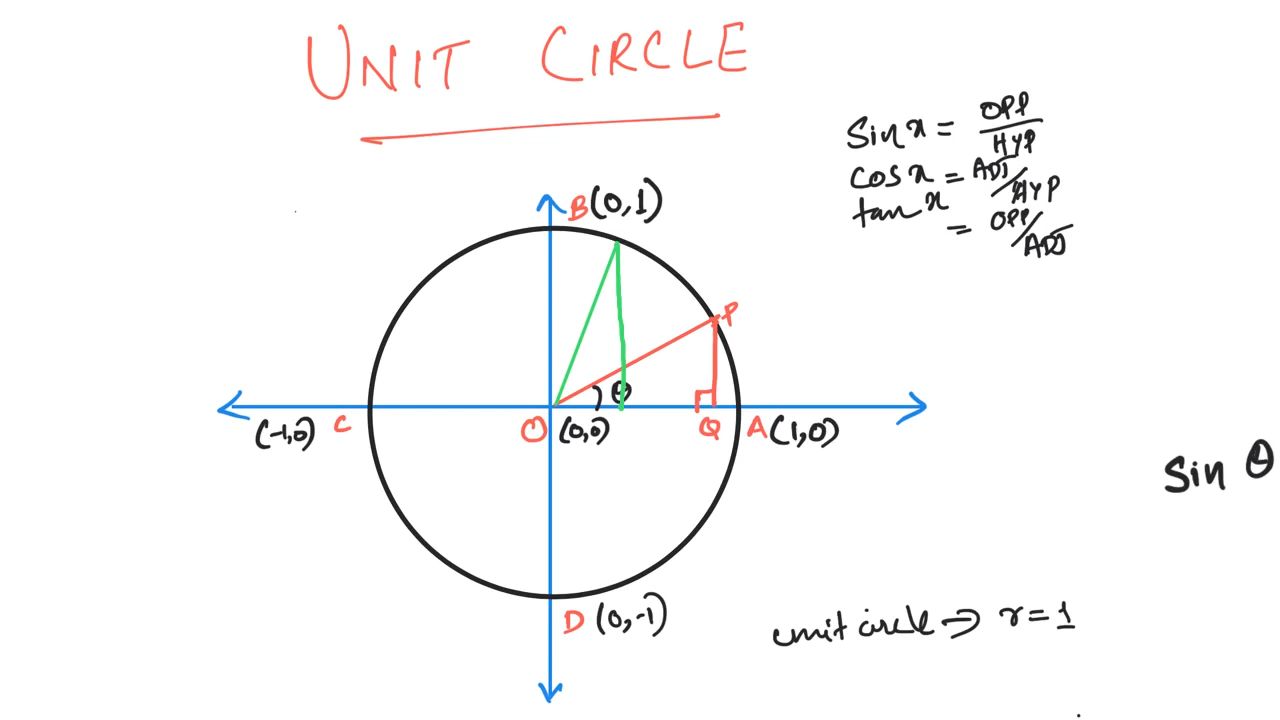 UNIT CIRCLE
Sin x = OPP/HYP
cos x = ADJ/HYP
tan x = OPP/ADJ
B (0,1)
P
θ
(-1,0) C
O (0,0)
Q
A (1,0)
Sin θ
D (0,-1)
unit circle → r = 1